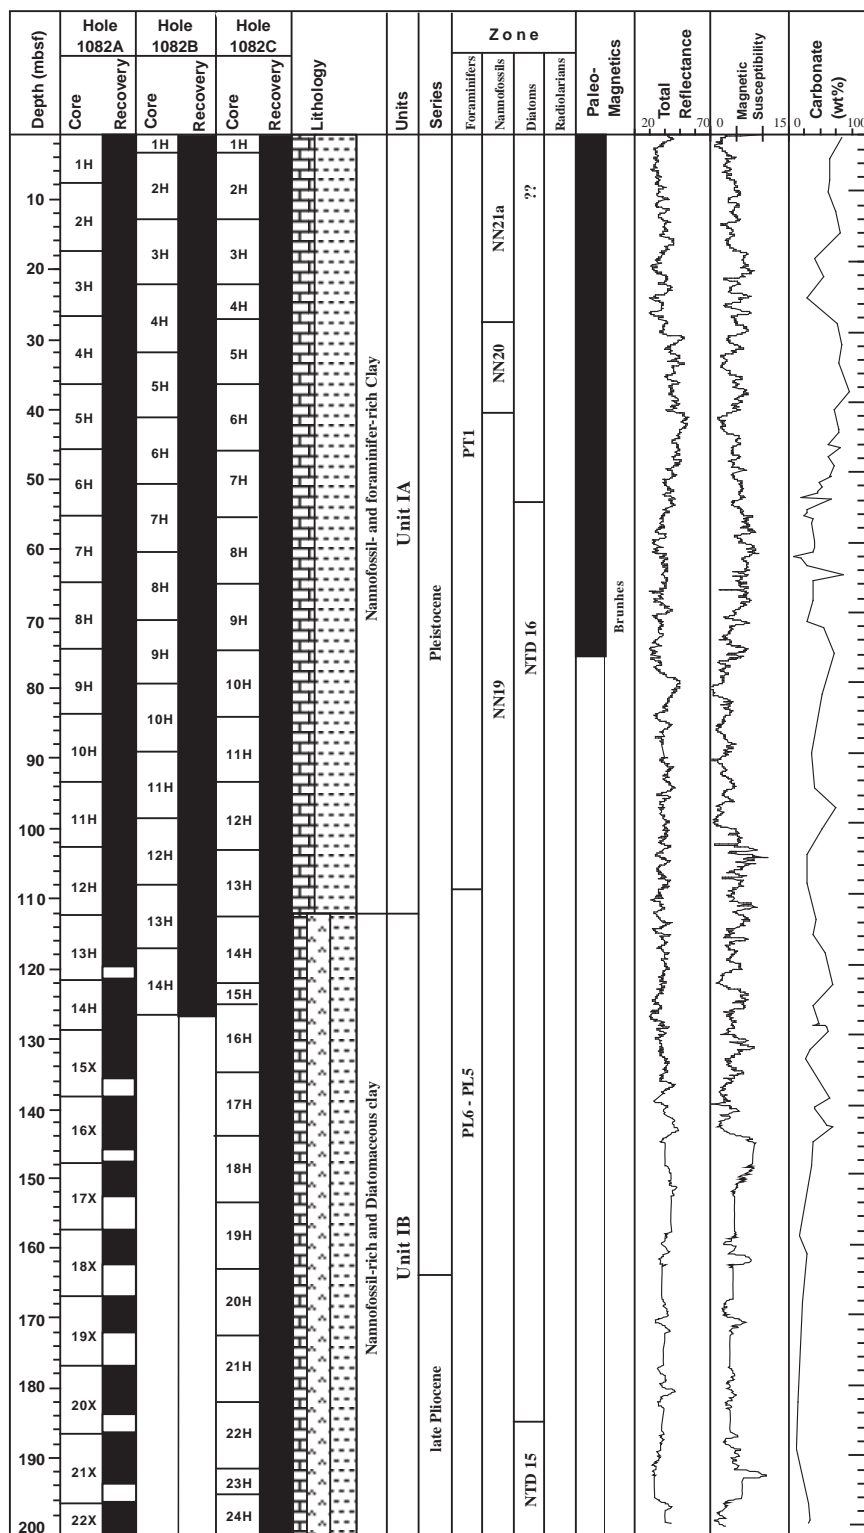 Depth (mbsf)
Hole
1082A
Hole
1082B
Hole
1082C
Core
Recovery
Core
Recovery
Core
Recovery
Lithology
Units
Series
Zone
Foraminifers
Nannofossils
Diatoms
Radiolarians
Paleo-
Magnetics
Total
Reflectance
20
70
Magnetic
Susceptibility
0
15
Carbonate
(wt%)
0
100
10
20
30
40
50
60
70
80
90
100
110
120
130
140
150
160
170
180
190
200
1H
2H
3H
4H
5H
6H
7H
8H
9H
10H
11H
12H
13H
14H
15X
16X
17X
18X
19X
20X
21X
22X
1H
2H
3H
4H
5H
6H
7H
8H
9H
10H
11H
12H
13H
14H
1H
2H
3H
4H
5H
6H
7H
8H
9H
10H
11H
12H
13H
14H
15H
16H
17H
18H
19H
20H
21H
22H
23H
24H
Nannofossil- and foraminifer-rich Clay
Nannofossil-rich and Diatomaceous clay
Unit IA
Unit IB
Pleistocene
late Pliocene
PT1
PL6 - PL5
NN21a
NN20
NN19
??
NTD 16
NTD 15
Brunhes